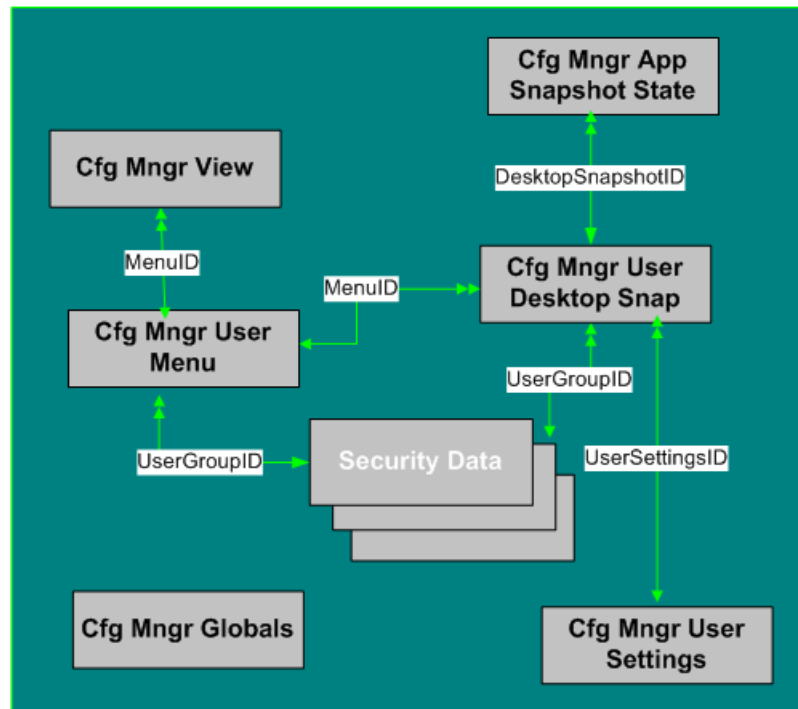 Cfg Mngr App
Snapshot State
Cfg Mngr View
DesktopSnapshotID
MenuID
Cfg Mngr User
Desktop Snap
MenuID
Cfg Mngr User
Menu
UserGroupID
Security Data
UserGroupID
UserSettingsID
Cfg Mngr Globals
Cfg Mngr User
Settings